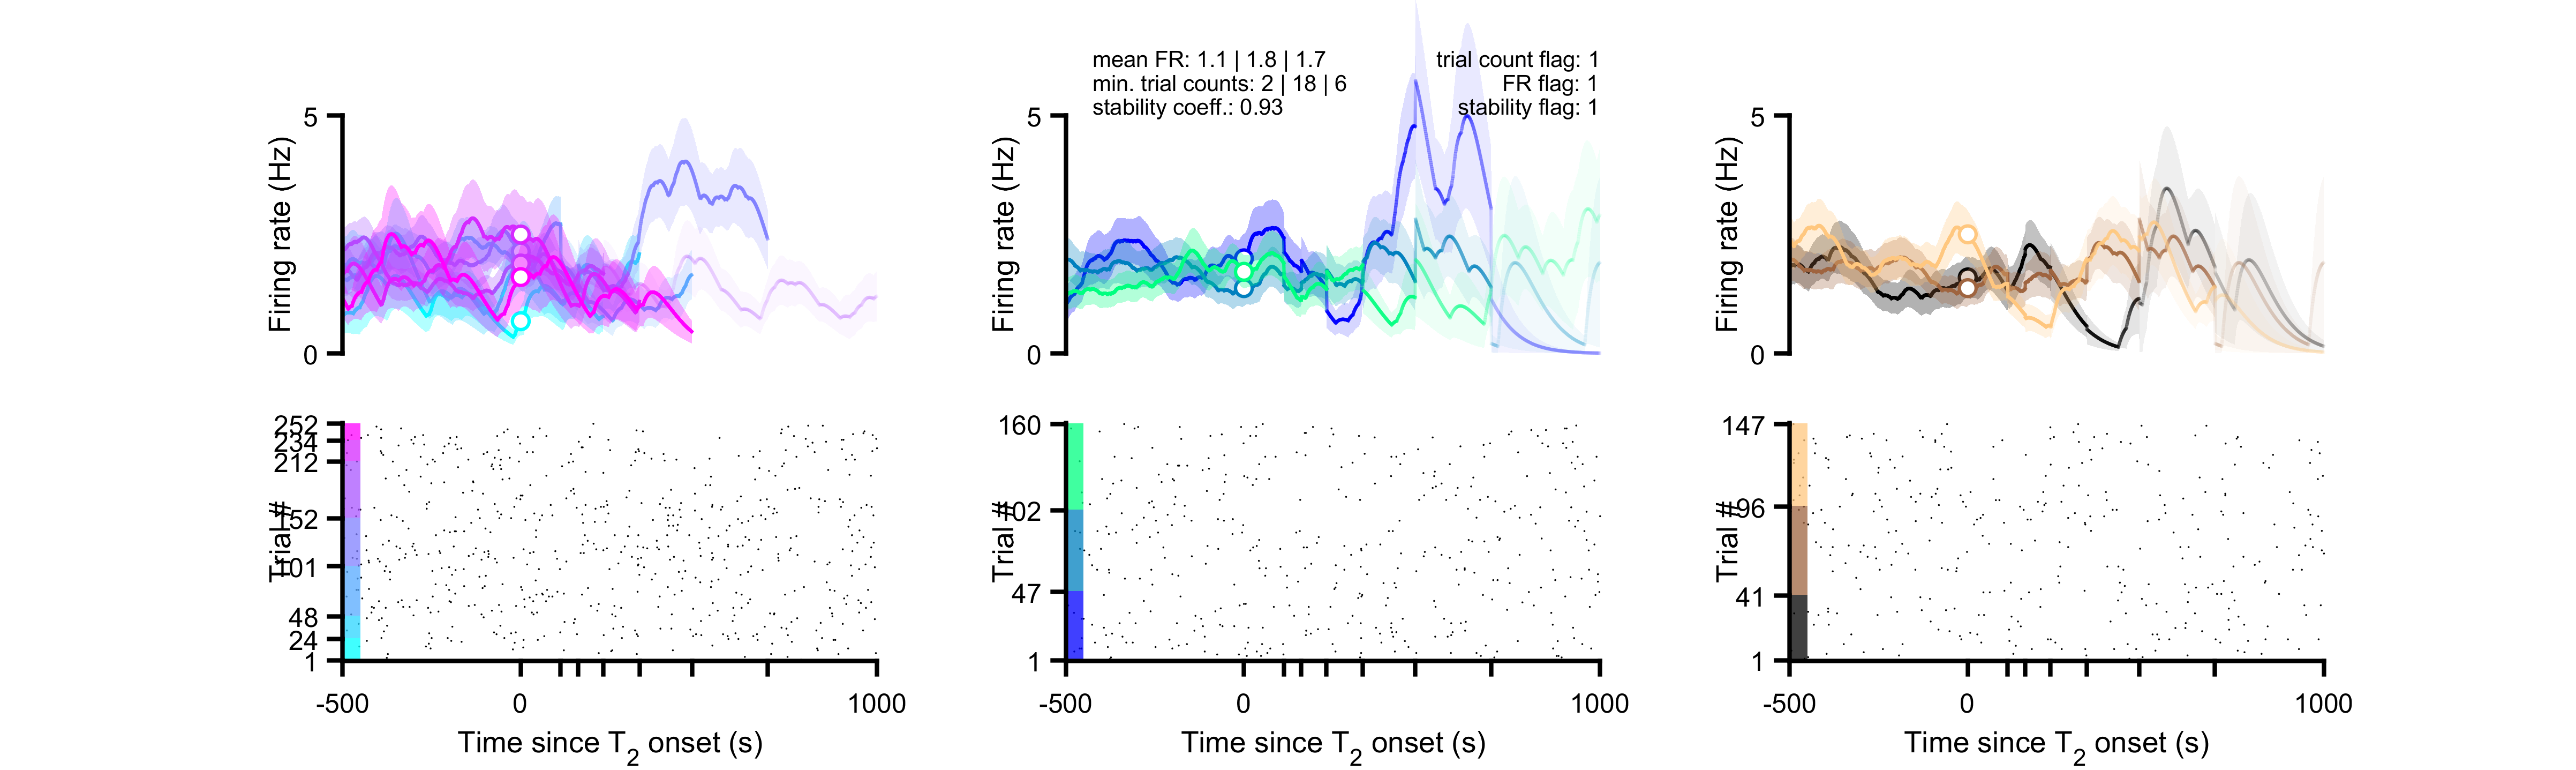 mean FR: 1.1 | 1.8 | 1.7
min. trial counts: 2 | 18 | 6
stability coeff.: 0.93
trial count flag: 1
FR flag: 1
stability flag: 1
5
0
Firing rate (Hz)
5
0
Firing rate (Hz)
5
0
Firing rate (Hz)
252
234
212
152
101
48
24
1
Trial #
-500
0
1000
Time since T2 onset (s)
160
102
47
1
Trial #
-500
0
1000
Time since T2 onset (s)
147
96
41
1
Trial #
-500
0
1000
Time since T2 onset (s)